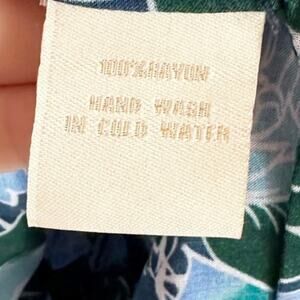 100%RAYON
HAND WASH
IN COLD WATER